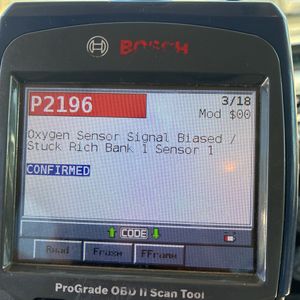 BOSCH
P2196 3/18
Mod $00
Oxygen Sensor Signal Biased /
Stuck Rich Bank 1 Sensor 1
CONFIRMED
CODE
Read Erase FFrame
ProGrade OBD II Scan Tool